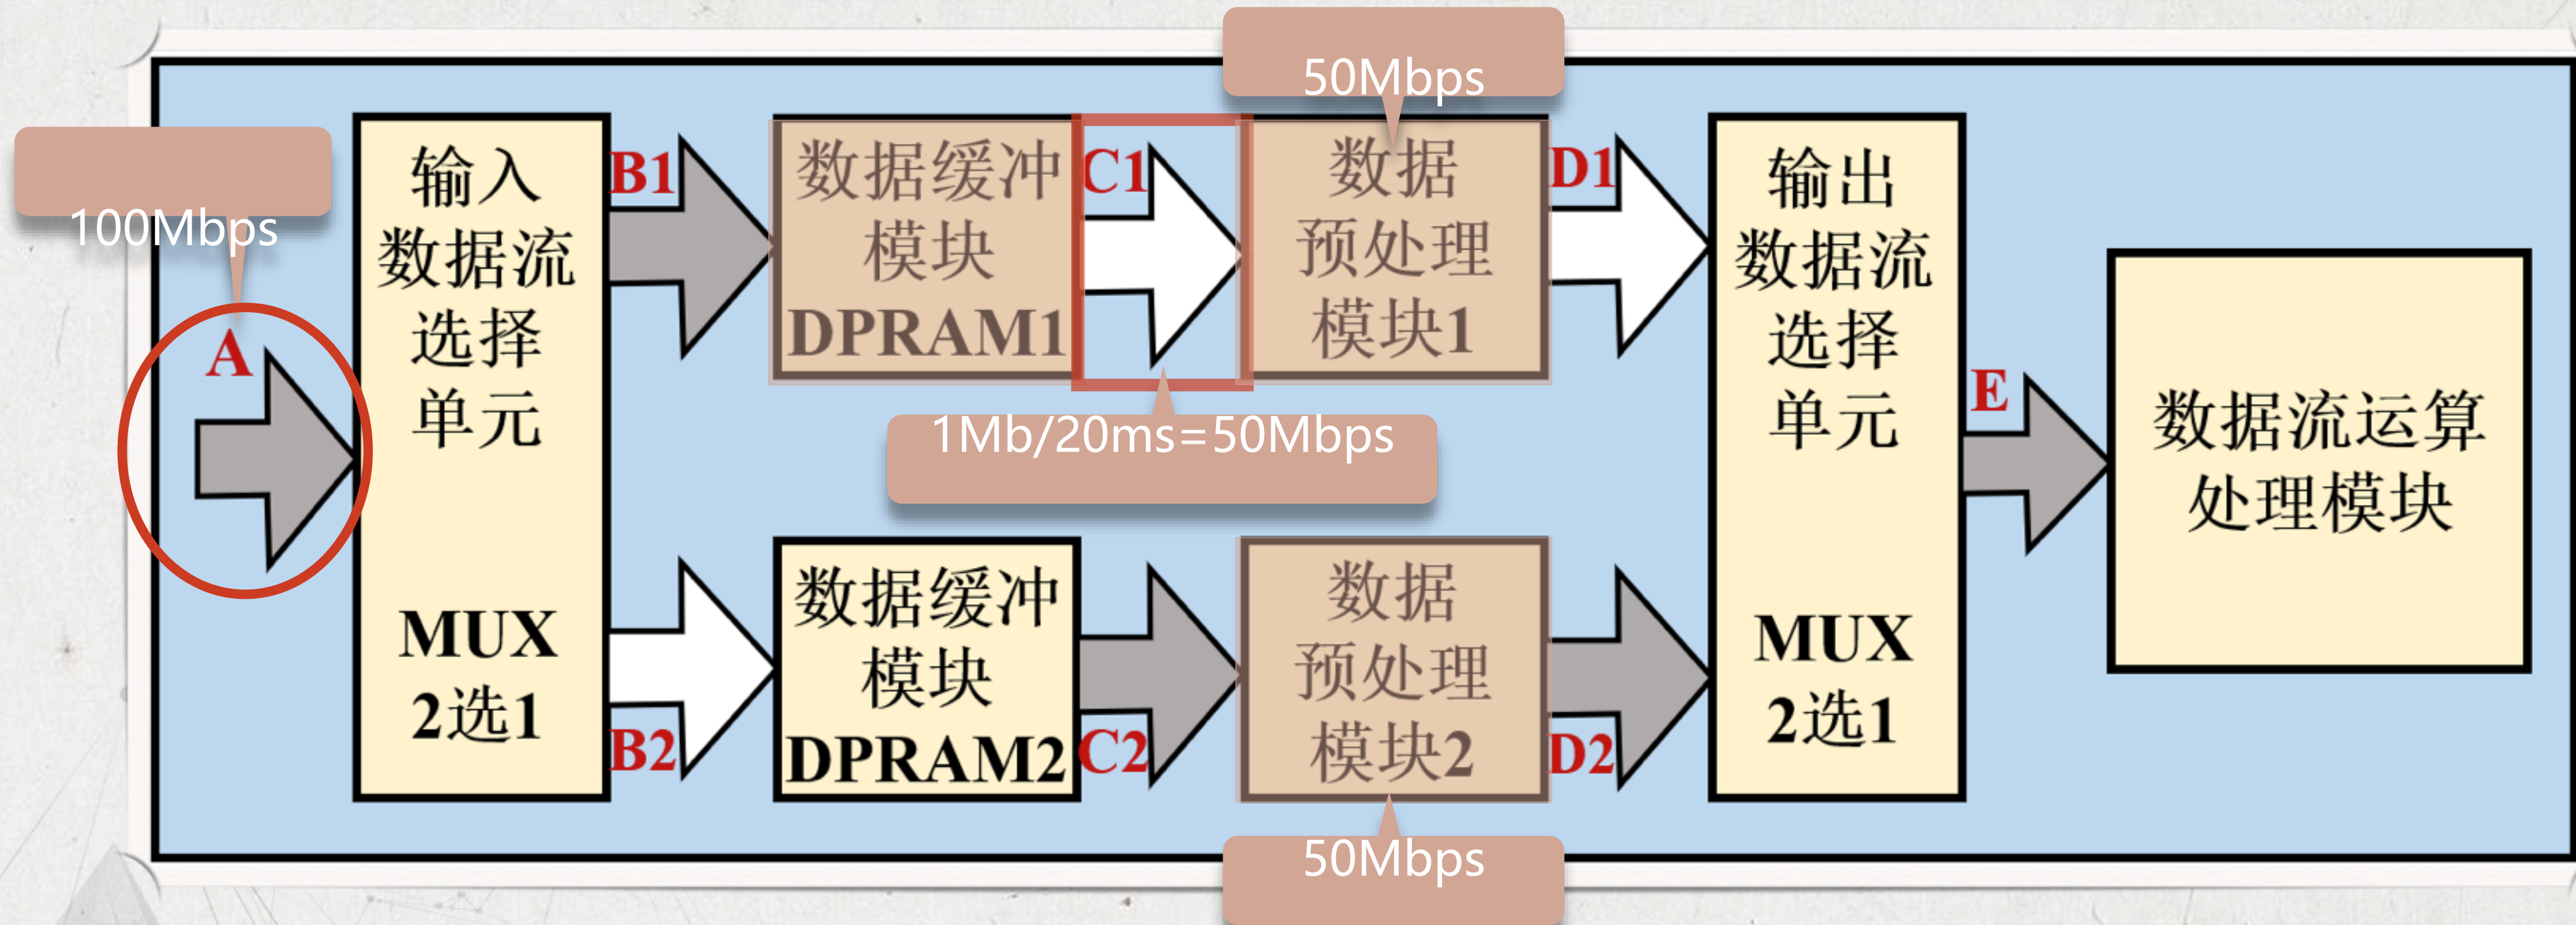 50Mbps
100Mbps
A
输入
数据流
选择
单元
MUX
2选1
B1
数据缓冲
模块
DPRAM1
C1
数据
预处理
模块1
D1
1Mb/20ms=50Mbps
B2
数据缓冲
模块
DPRAM2
C2
数据
预处理
模块2
D2
50Mbps
输出
数据流
选择
单元
MUX
2选1
E
数据流运算
处理模块